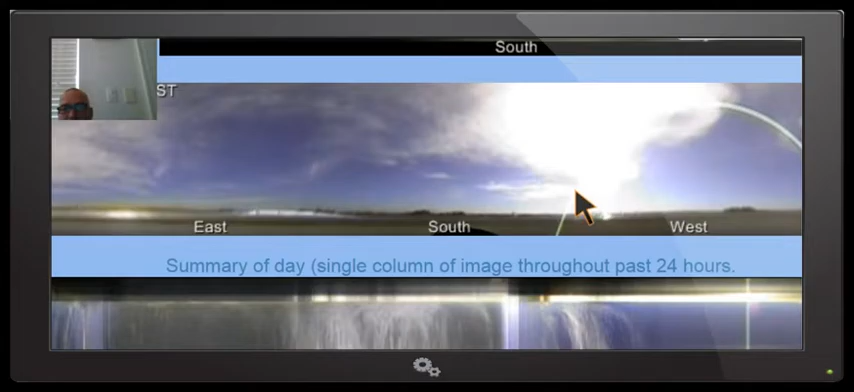 South
ST
East South West
Summary of day (single column of image throughout past 24 hours.